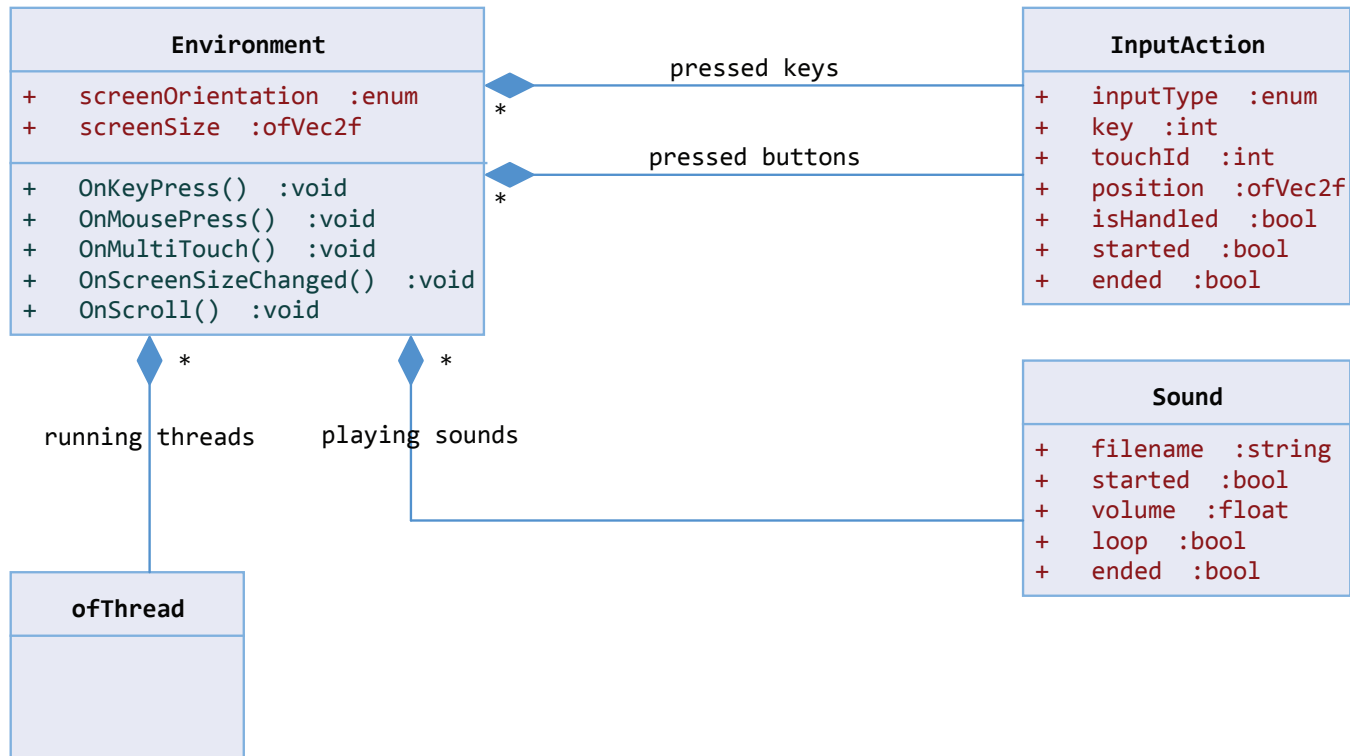 Environment
+ screenOrientation :enum
+ screenSize :ofVec2f
+ OnKeyPress() :void
+ OnMousePress() :void
+ OnMultiTouch() :void
+ OnScreenSizeChanged() :void
+ OnScroll() :void
pressed keys
*
pressed buttons
*
InputAction
+ inputType :enum
+ key :int
+ touchId :int
+ position :ofVec2f
+ isHandled :bool
+ started :bool
+ ended :bool
*
running threads
*
playing sounds
Sound
+ filename :string
+ started :bool
+ volume :float
+ loop :bool
+ ended :bool
ofThread